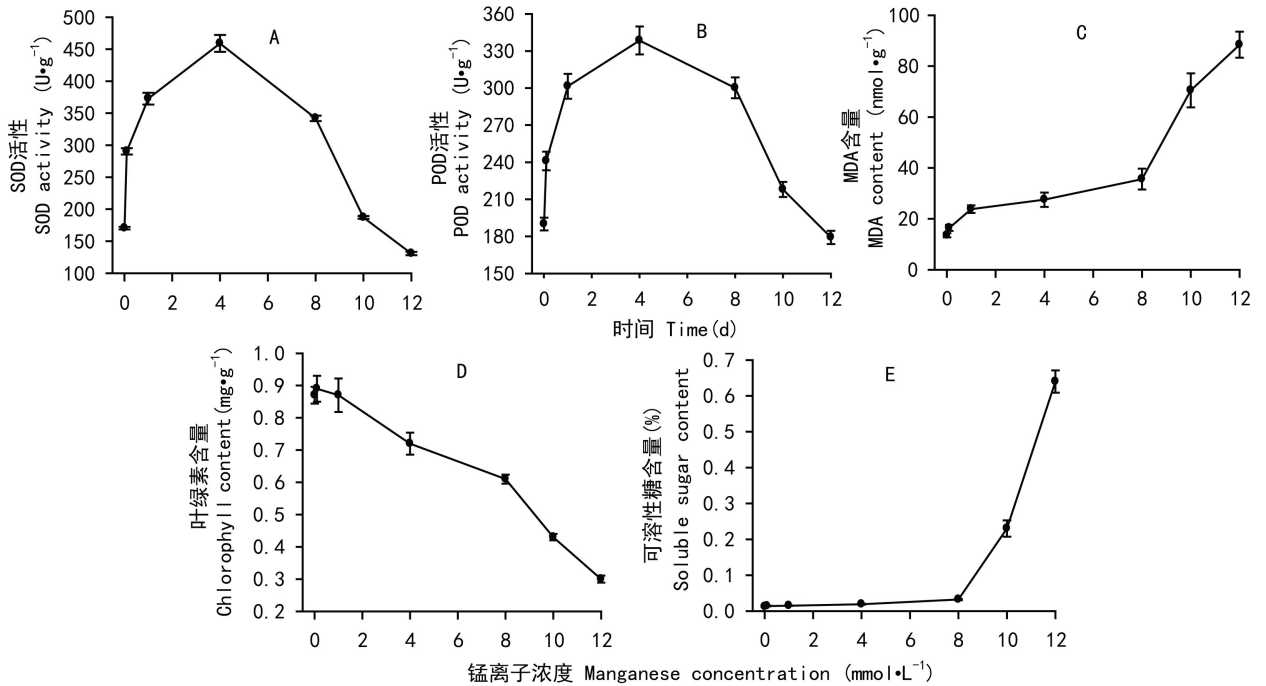 A
500
450
400
350
300
250
200
150
100
0 2 4 6 8 10 12
SOD活性
SOD activity (U•g⁻¹)
B
360
330
300
270
240
210
180
150
0 2 4 6 8 10 12
POD活性
POD activity (U•g⁻¹)
C
100
80
60
40
20
0
0 2 4 6 8 10 12
MDA含量
MDA content (nmol•g⁻¹)
时间 Time(d)
D
1.0
0.9
0.8
0.7
0.6
0.5
0.4
0.3
0.2
0 2 4 6 8 10 12
叶绿素含量
Chlorophyll content(mg•g⁻¹)
E
0.7
0.6
0.5
0.4
0.3
0.2
0.1
0.0
0 2 4 6 8 10 12
可溶性糖含量(%)
Soluble sugar content
锰离子浓度 Manganese concentration (mmol•L⁻¹)